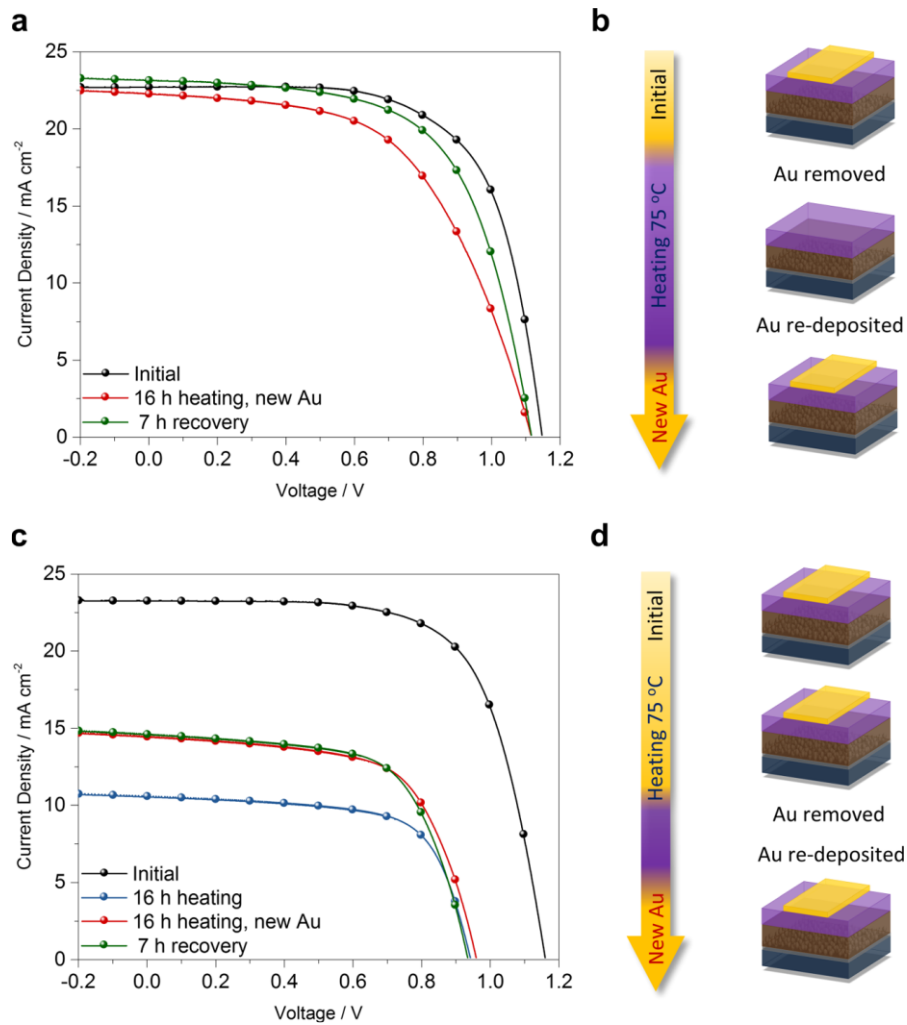 a
25
20
15
10
5
0
Current Density / mA cm⁻²
-0.2 0.0 0.2 0.4 0.6 0.8 1.0 1.2
Voltage / V
Initial
16 h heating, new Au
7 h recovery
b
Initial
Heating 75 °C
New Au
Au removed
Au re-deposited
c
25
20
15
10
5
0
Current Density / mA cm⁻²
-0.2 0.0 0.2 0.4 0.6 0.8 1.0 1.2
Voltage / V
Initial
16 h heating
16 h heating, new Au
7 h recovery
d
Initial
Heating 75 °C
New Au
Au removed
Au re-deposited